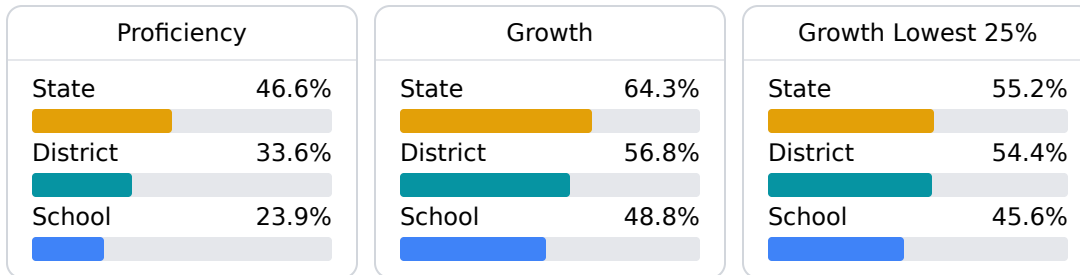 Proficiency
State 46.6%
District 33.6%
School 23.9%
Growth
State 64.3%
District 56.8%
School 48.8%
Growth Lowest 25%
State 55.2%
District 54.4%
School 45.6%